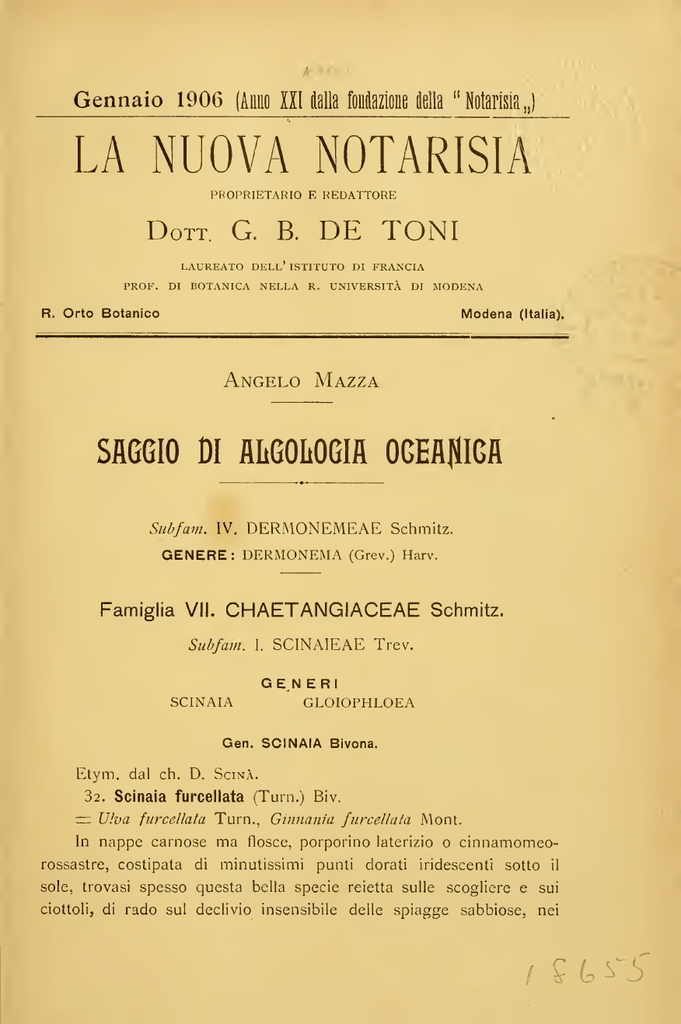 Gennaio 1906 (Anno XXI dalla fondazione della “ Notarisia „)
LA NUOVA NOTARISIA
PROPRIETARIO E REDATTORE
DOTT. G. B. DE TONI
LAUREATO DELL' ISTITUTO DI FRANCIA
PROF. DI BOTANICA NELLA R. UNIVERSITÀ DI MODENA
R. Orto Botanico Modena (Italia).
ANGELO MAZZA
SAGGIO DI ALGOLOGIA OCEANICA
Subfam. IV. DERMONEMEAE Schmitz.
GENERE: DERMONEMA (Grev.) Harv.
Famiglia VII. CHAETANGIACEAE Schmitz.
Subfam. I. SCINAIEAE Trev.
GENERI
SCINAIA GLOIOPHLOEA
Gen. SCINAIA Bivona.
Etym. dal ch. D. SCINÀ.
32. Scinaia furcellata (Turn.) Biv.
= Ulva furcellata Turn., Ginnania furcellata Mont.
In nappe carnose ma flosce, porporino laterizio o cinnamomeo-
rossastre, costipata di minutissimi punti dorati iridescenti sotto il
sole, trovasi spesso questa bella specie reietta sulle scogliere e sui
ciottoli, di rado sul declivio insensibile delle spiagge sabbiose, nei
18655